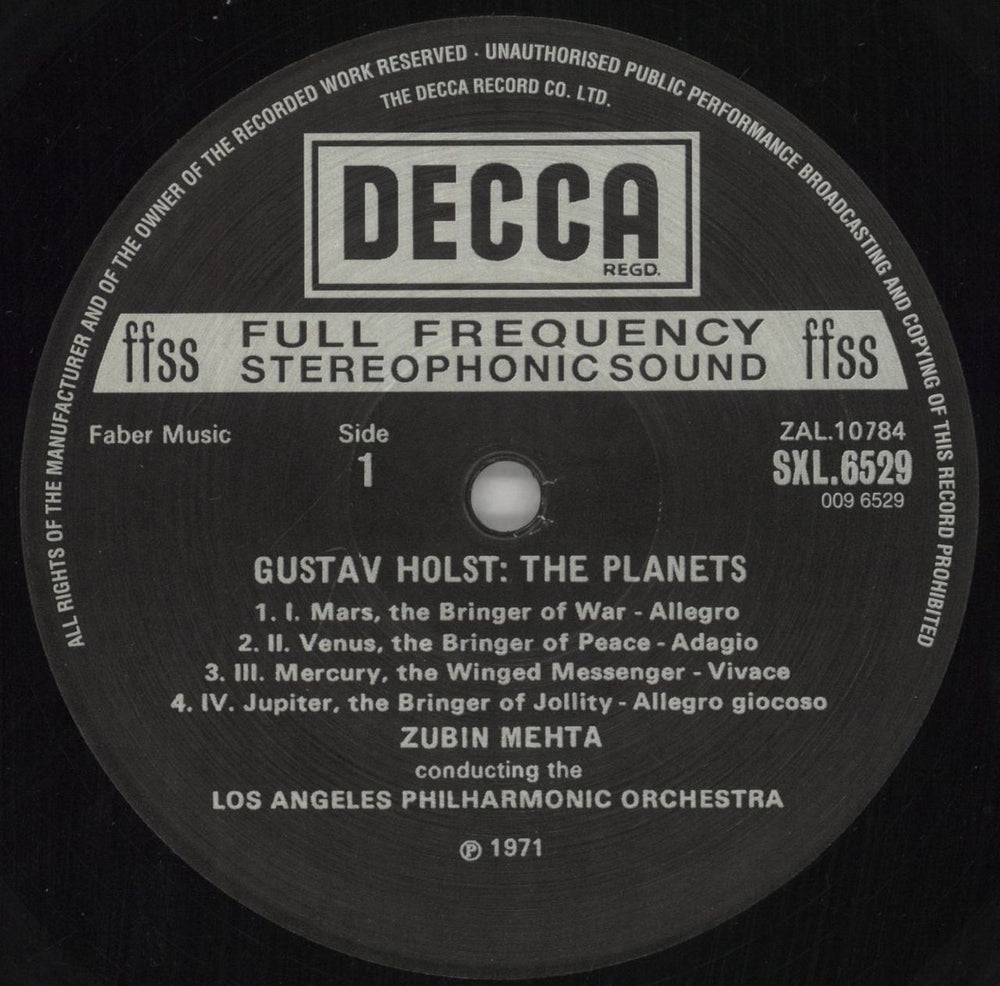 ALL RIGHTS OF THE MANUFACTURER AND OF THE OWNER OF THE RECORDED WORK RESERVED · UNAUTHORISED PUBLIC PERFORMANCE BROADCASTING AND COPYING OF THIS RECORD PROHIBITED
THE DECCA RECORD CO. LTD.
DECCA
REGD.
ffss FULL FREQUENCY STEREOPHONIC SOUND ffss
Faber Music
Side
1
ZAL.10784
SXL.6529
009 6529
GUSTAV HOLST: THE PLANETS
1. I. Mars, the Bringer of War - Allegro
2. II. Venus, the Bringer of Peace - Adagio
3. III. Mercury, the Winged Messenger - Vivace
4. IV. Jupiter, the Bringer of Jollity - Allegro giocoso
ZUBIN MEHTA
conducting the
LOS ANGELES PHILHARMONIC ORCHESTRA
℗ 1971